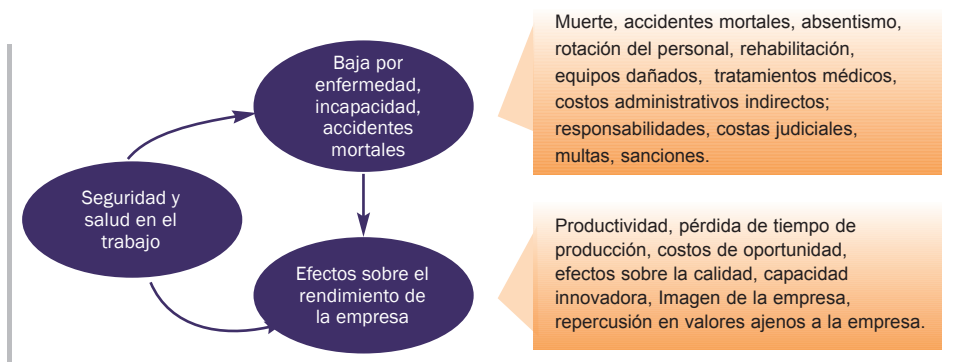 Muerte, accidentes mortales, absentismo,
rotación del personal, rehabilitación,
equipos dañados, tratamientos médicos,
costos administrativos indirectos;
responsabilidades, costas judiciales,
multas, sanciones.
Baja por
enfermedad,
incapacidad,
accidentes
mortales
Seguridad y
salud en el
trabajo
Efectos sobre el
rendimiento de
la empresa
Productividad, pérdida de tiempo de
producción, costos de oportunidad,
efectos sobre la calidad, capacidad
innovadora, Imagen de la empresa,
repercusión en valores ajenos a la empresa.